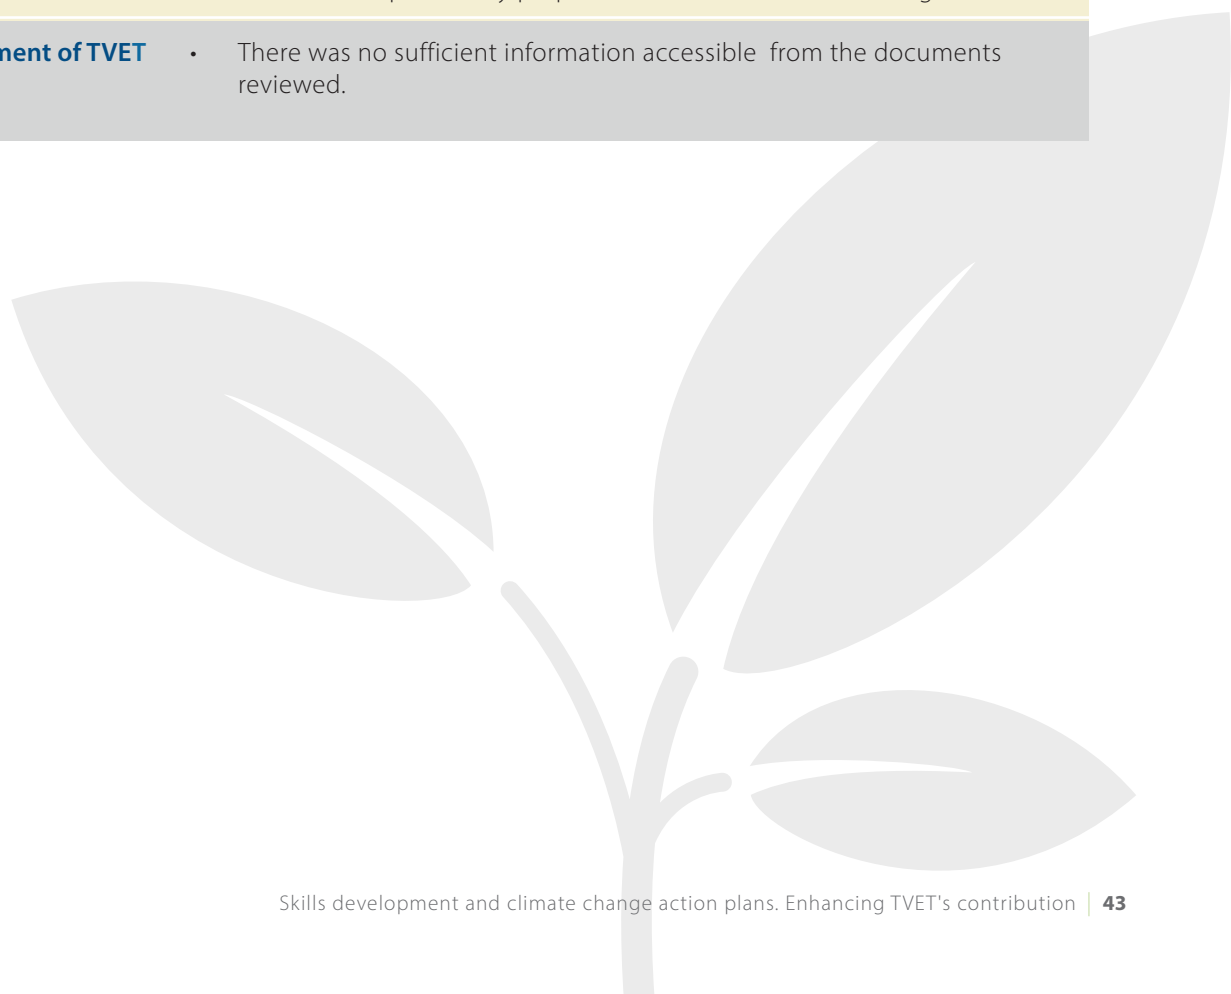 ment of TVET • There was no sufficient information accessible from the documents
reviewed.
Skills development and climate change action plans. Enhancing TVET's contribution 43